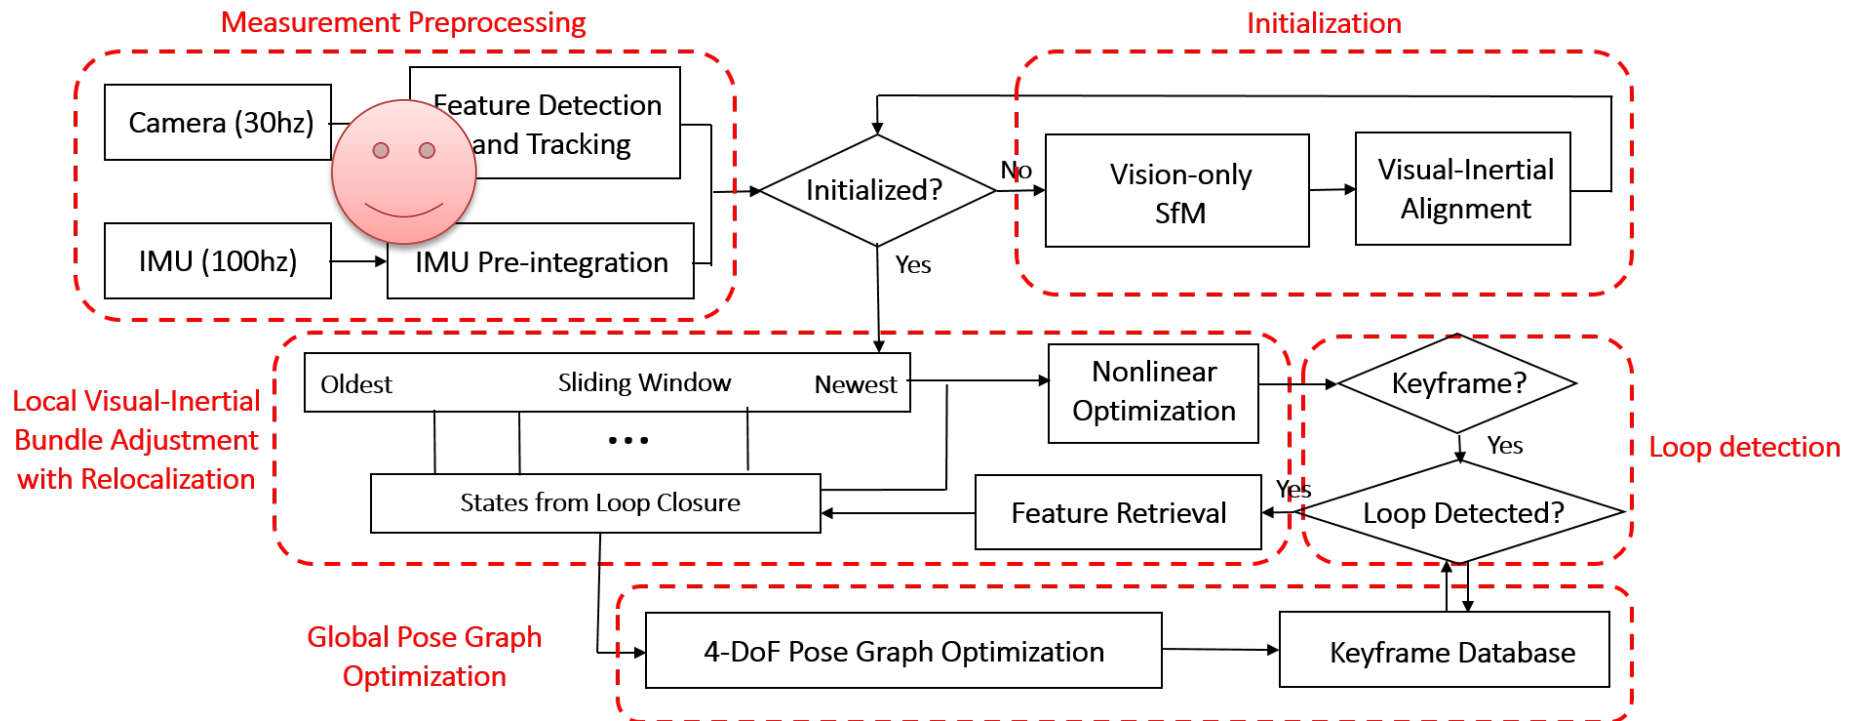 Measurement Preprocessing
Initialization
Camera (30hz)
Feature Detection
and Tracking
IMU (100hz)
IMU Pre-integration
Initialized?
No
Yes
Vision-only
SfM
Visual-Inertial
Alignment
Local Visual-Inertial
Bundle Adjustment
with Relocalization
Oldest
Sliding Window
Newest
...
States from Loop Closure
Nonlinear
Optimization
Feature Retrieval
Keyframe?
Yes
Loop Detected?
Yes
Loop detection
Global Pose Graph
Optimization
4-DoF Pose Graph Optimization
Keyframe Database